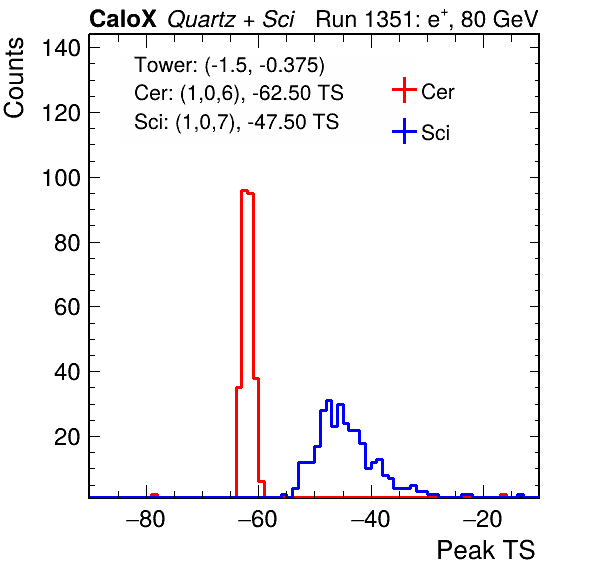 CaloX Quartz + Sci Run 1351: e+, 80 GeV
Counts
140
120
100
80
60
40
20
Tower: (-1.5, -0.375)
Cer: (1,0,6), -62.50 TS
Sci: (1,0,7), -47.50 TS
Cer
Sci
−80 −60 −40 −20
Peak TS